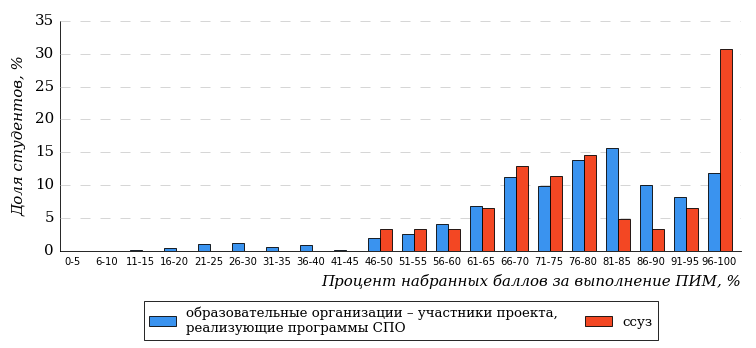 Доля студентов, %
35
30
25
20
15
10
5
0
0-5 6-10 11-15 16-20 21-25 26-30 31-35 36-40 41-45 46-50 51-55 56-60 61-65 66-70 71-75 76-80 81-85 86-90 91-95 96-100
Процент набранных баллов за выполнение ПИМ, %
образовательные организации – участники проекта,
реализующие программы СПО
ссуз